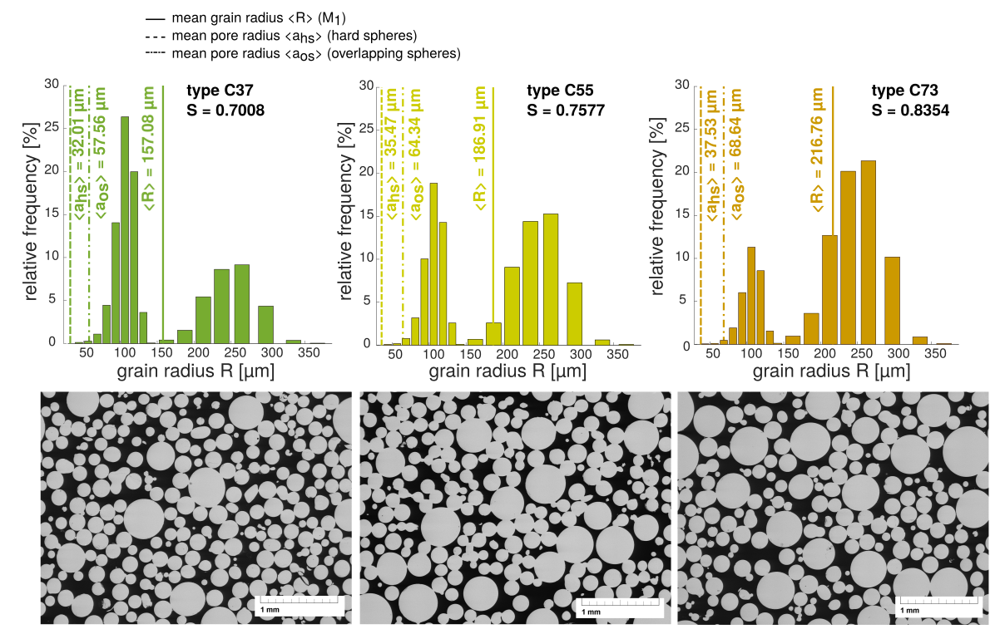 mean grain radius <R> (M1)
mean pore radius <ahs> (hard spheres)
mean pore radius <aos> (overlapping spheres)
type C37
S = 0.7008
<ahs> = 32.01 µm
<aos> = 57.56 µm
<R> = 157.08 µm
relative frequency [%]
30
25
20
15
10
5
0
50 100 150 200 250 300 350
grain radius R [µm]
type C55
S = 0.7577
<ahs> = 35.47 µm
<aos> = 64.34 µm
<R> = 186.91 µm
relative frequency [%]
30
25
20
15
10
5
0
50 100 150 200 250 300 350
grain radius R [µm]
type C73
S = 0.8354
<ahs> = 37.53 µm
<aos> = 68.64 µm
<R> = 216.76 µm
relative frequency [%]
30
25
20
15
10
5
0
50 100 150 200 250 300 350
grain radius R [µm]
1 mm
1 mm
1 mm